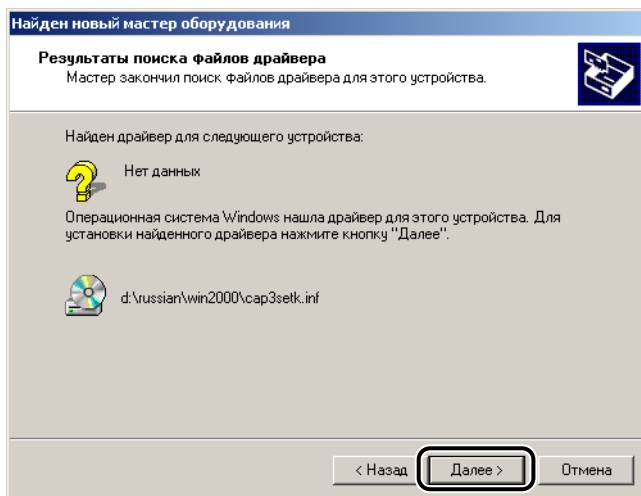 Найден новый мастер оборудования
Результаты поиска файлов драйвера
Мастер закончил поиск файлов драйвера для этого устройства.
Найден драйвер для следующего устройства:
Нет данных
Операционная система Windows нашла драйвер для этого устройства. Для
установки найденного драйвера нажмите кнопку "Далее".
d:\russian\win2000\cap3setk.inf
< Назад
Далее >
Отмена